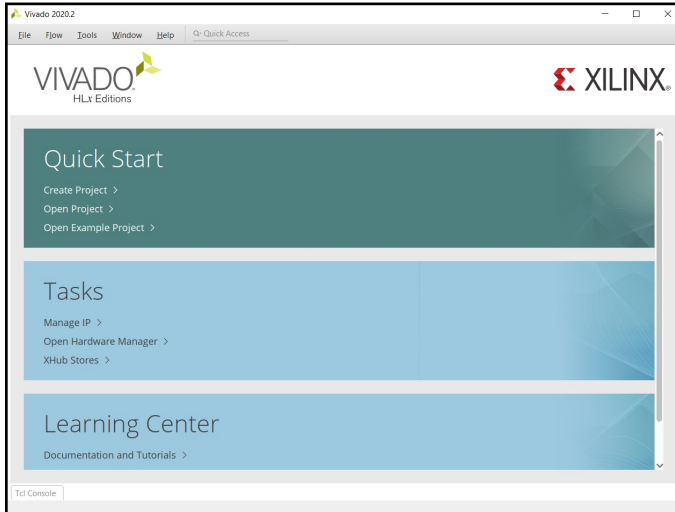 Vivado 2020.2
File Flow Tools Window Help Quick Access
VIVADO.
HLx Editions
XILINX®
Quick Start
Create Project >
Open Project >
Open Example Project >
Tasks
Manage IP >
Open Hardware Manager >
XHub Stores >
Learning Center
Documentation and Tutorials >
Tcl Console